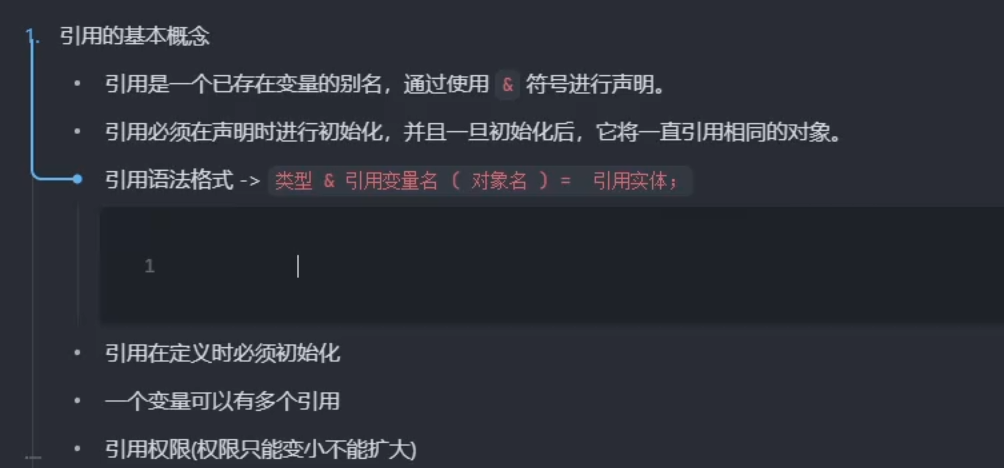 1. 引用的基本概念
• 引用是一个已存在变量的别名，通过使用 & 符号进行声明。
• 引用必须在声明时进行初始化，并且一旦初始化后，它将一直引用相同的对象。
引用语法格式 -> 类型 & 引用变量名 ( 对象名 ) = 引用实体；
1
• 引用在定义时必须初始化
• 一个变量可以有多个引用
• 引用权限(权限只能变小不能扩大)